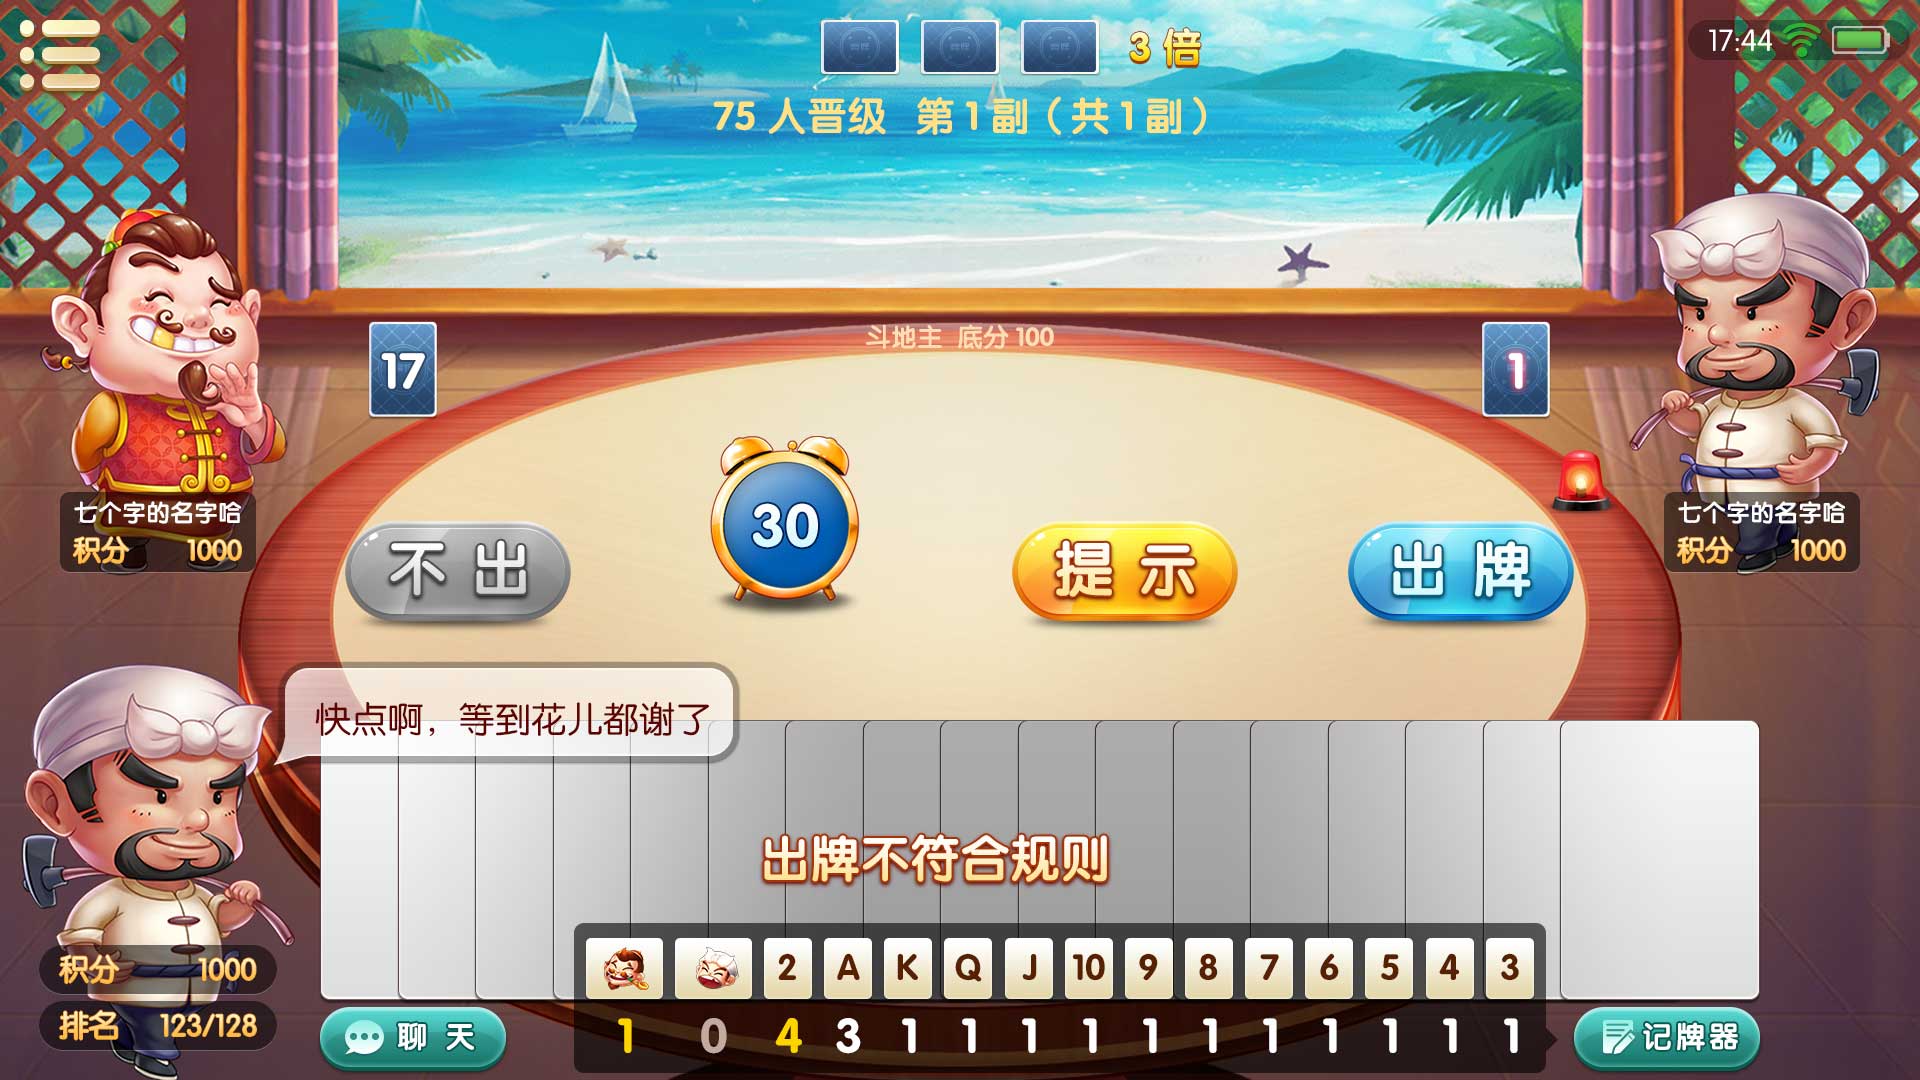 3 倍
17:44
75 人晋级 第1副（共1副）
斗地主 底分100
17
1
七个字的名字哈
积分 1000
七个字的名字哈
积分 1000
不出
30
提示
出牌
快点啊，等到花儿都谢了
出牌不符合规则
积分 1000
排名 123/128
2 A K Q J 10 9 8 7 6 5 4 3
1 0 4 3 1 1 1 1 1 1 1 1 1 1 1
聊天
记牌器